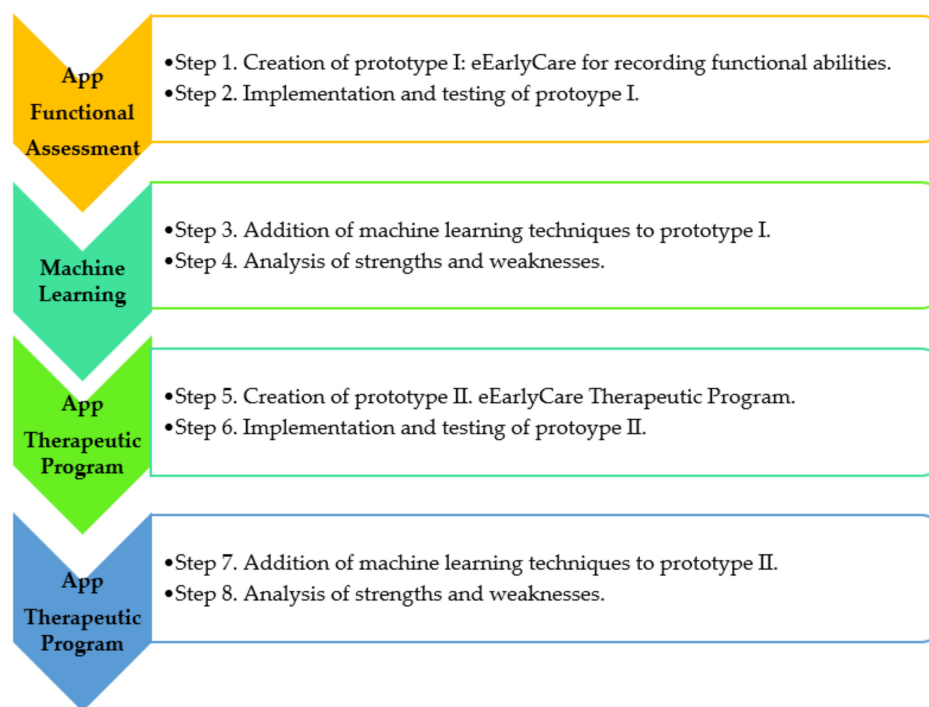 App
Functional
Assessment
•Step 1. Creation of prototype I: eEarlyCare for recording functional abilities.
•Step 2. Implementation and testing of protoype I.
Machine
Learning
•Step 3. Addition of machine learning techniques to prototype I.
•Step 4. Analysis of strengths and weaknesses.
App
Therapeutic
Program
•Step 5. Creation of prototype II. eEarlyCare Therapeutic Program.
•Step 6. Implementation and testing of protoype II.
App
Therapeutic
Program
•Step 7. Addition of machine learning techniques to prototype II.
•Step 8. Analysis of strengths and weaknesses.